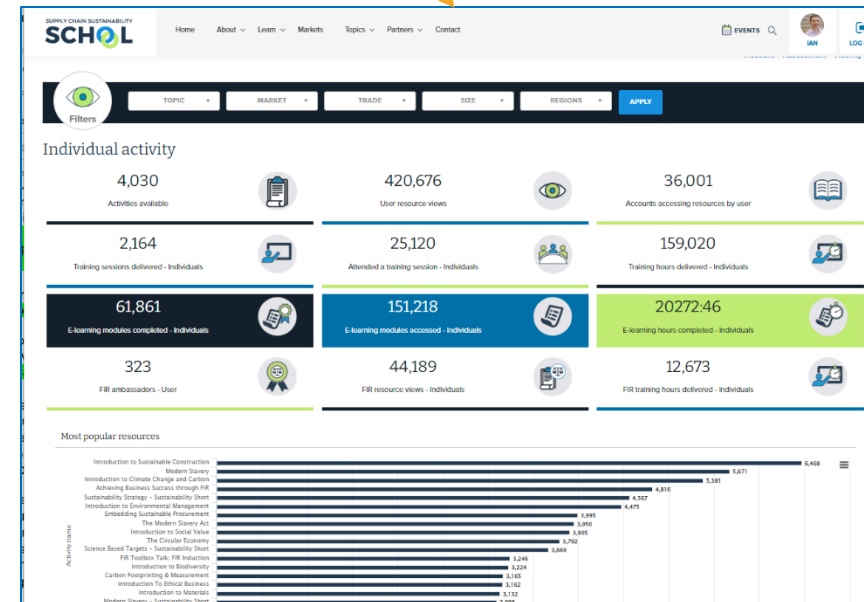 SUPPLY CHAIN SUSTAINABILITY
SCHOOL
Home About Learn Markets Topics Partners Contact
EVENTS
IAN
LOG
Filters
TOPIC MARKET TRADE SIZE REGIONS APPLY
Individual activity
4,030
Activities available
420,676
User resource views
36,001
Accounts accessing resources by user
2,164
Training sessions delivered - Individuals
25,120
Attended a training session - Individuals
159,020
Training hours delivered - Individuals
61,861
E-learning modules completed - Individuals
151,218
E-learning modules accessed - Individuals
20272:46
E-learning hours completed - Individuals
323
FIR ambassadors - User
44,189
FIR resource views - Individuals
12,673
FIR training hours delivered - Individuals
Most popular resources
Activity name
Introduction to Sustainable Construction 6,468
Modern Slavery 5,671
Introduction to Climate Change and Carbon 5,381
Achieving Business Success through FIR 4,816
Sustainability Strategy – Sustainability Short 4,567
Introduction to Environmental Management 4,475
Embedding Sustainable Procurement 3,995
The Modern Slavery Act 3,950
Introduction to Social Value 3,905
The Circular Economy 3,792
Science Based Targets – Sustainability Short 3,669
FIR Toolbox Talk: FIR Induction 3,246
Introduction to Biodiversity 3,224
Carbon Footprinting & Measurement 3,165
Introduction To Ethical Business 3,162
Introduction to Materials 3,132
Modern Slavery – Sustainability Short